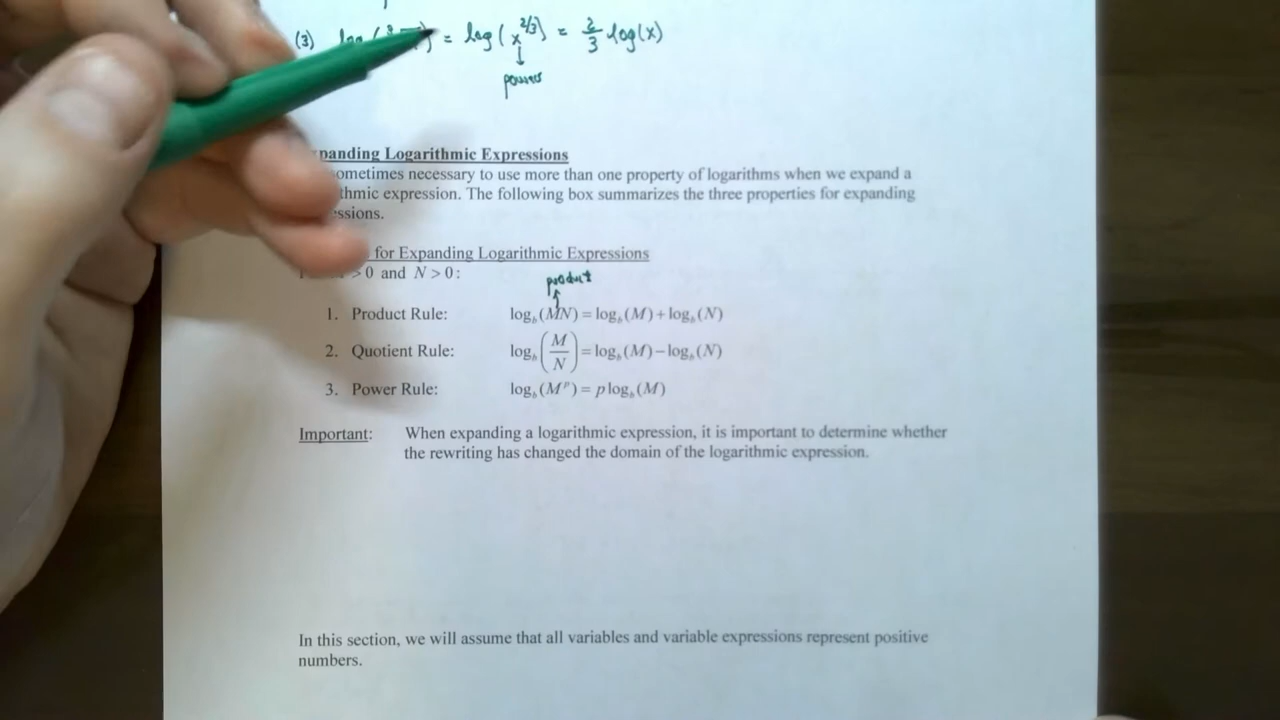 (3) = log(x^{2/3}) = 2/3 log(x)
power
panding Logarithmic Expressions
ometimes necessary to use more than one property of logarithms when we expand a
thmic expression. The following box summarizes the three properties for expanding
ssions.
for Expanding Logarithmic Expressions
> 0 and N > 0 :
product
1. Product Rule: log_b(MN) = log_b(M) + log_b(N)
2. Quotient Rule: log_b(M/N) = log_b(M) − log_b(N)
3. Power Rule: log_b(M^p) = p log_b(M)
Important: When expanding a logarithmic expression, it is important to determine whether
the rewriting has changed the domain of the logarithmic expression.
In this section, we will assume that all variables and variable expressions represent positive
numbers.